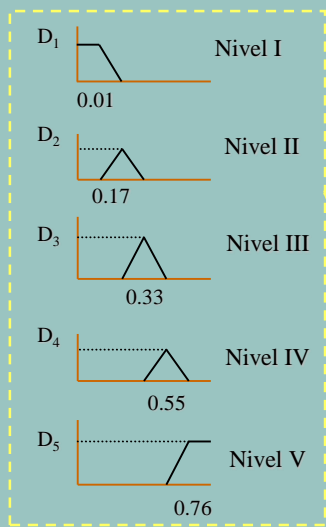 D₁ Nivel I
0.01
D₂ Nivel II
0.17
D₃ Nivel III
0.33
D₄ Nivel IV
0.55
D₅ Nivel V
0.76